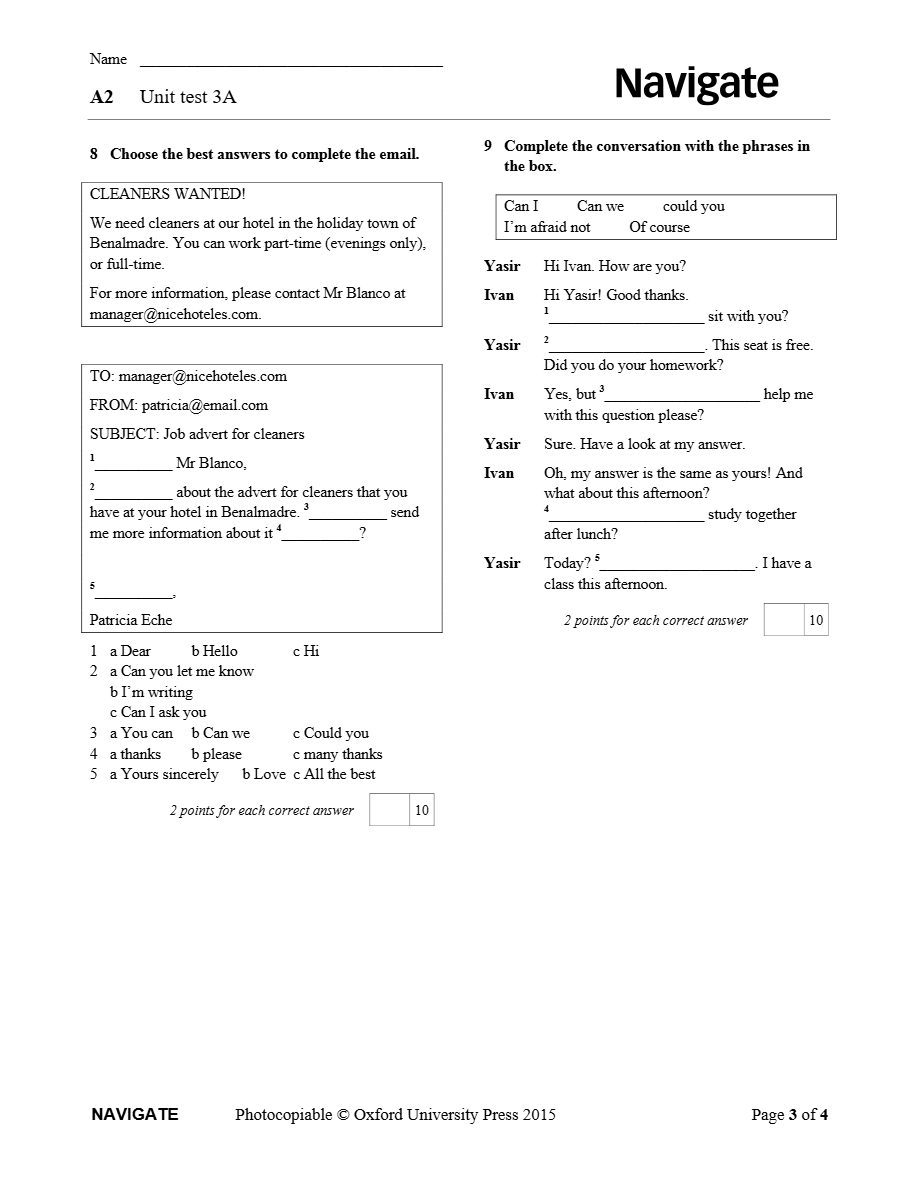 Name ______________________________________
Navigate
A2 Unit test 3A
8 Choose the best answers to complete the email.
CLEANERS WANTED!
We need cleaners at our hotel in the holiday town of
Benalmadre. You can work part-time (evenings only),
or full-time.
For more information, please contact Mr Blanco at
manager@nicehoteles.com.
TO: manager@nicehoteles.com
FROM: patricia@email.com
SUBJECT: Job advert for cleaners
1__________ Mr Blanco,
2__________ about the advert for cleaners that you
have at your hotel in Benalmadre. 3__________ send
me more information about it 4__________?
5__________,
Patricia Eche
1 a Dear b Hello c Hi
2 a Can you let me know
b I’m writing
c Can I ask you
3 a You can b Can we c Could you
4 a thanks b please c many thanks
5 a Yours sincerely b Love c All the best
2 points for each correct answer 10
9 Complete the conversation with the phrases in
the box.
Can I Can we could you
I’m afraid not Of course
Yasir Hi Ivan. How are you?
Ivan Hi Yasir! Good thanks.
1____________________ sit with you?
Yasir 2____________________. This seat is free.
Did you do your homework?
Ivan Yes, but 3____________________ help me
with this question please?
Yasir Sure. Have a look at my answer.
Ivan Oh, my answer is the same as yours! And
what about this afternoon?
4____________________ study together
after lunch?
Yasir Today? 5____________________. I have a
class this afternoon.
2 points for each correct answer 10
NAVIGATE Photocopiable © Oxford University Press 2015 Page 3 of 4